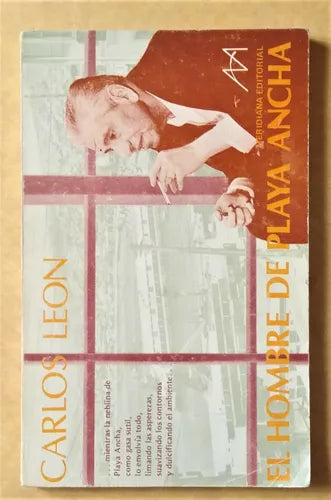 CARLOS LEON
EL HOMBRE DE PLAYA ANCHA
MERIDIANA EDITORIAL
...mientras la neblina de
Playa Ancha,
como gasa sutil,
lo envolvía todo,
limando las asperezas,
suavizando los contornos
y dulcificando el ambiente...